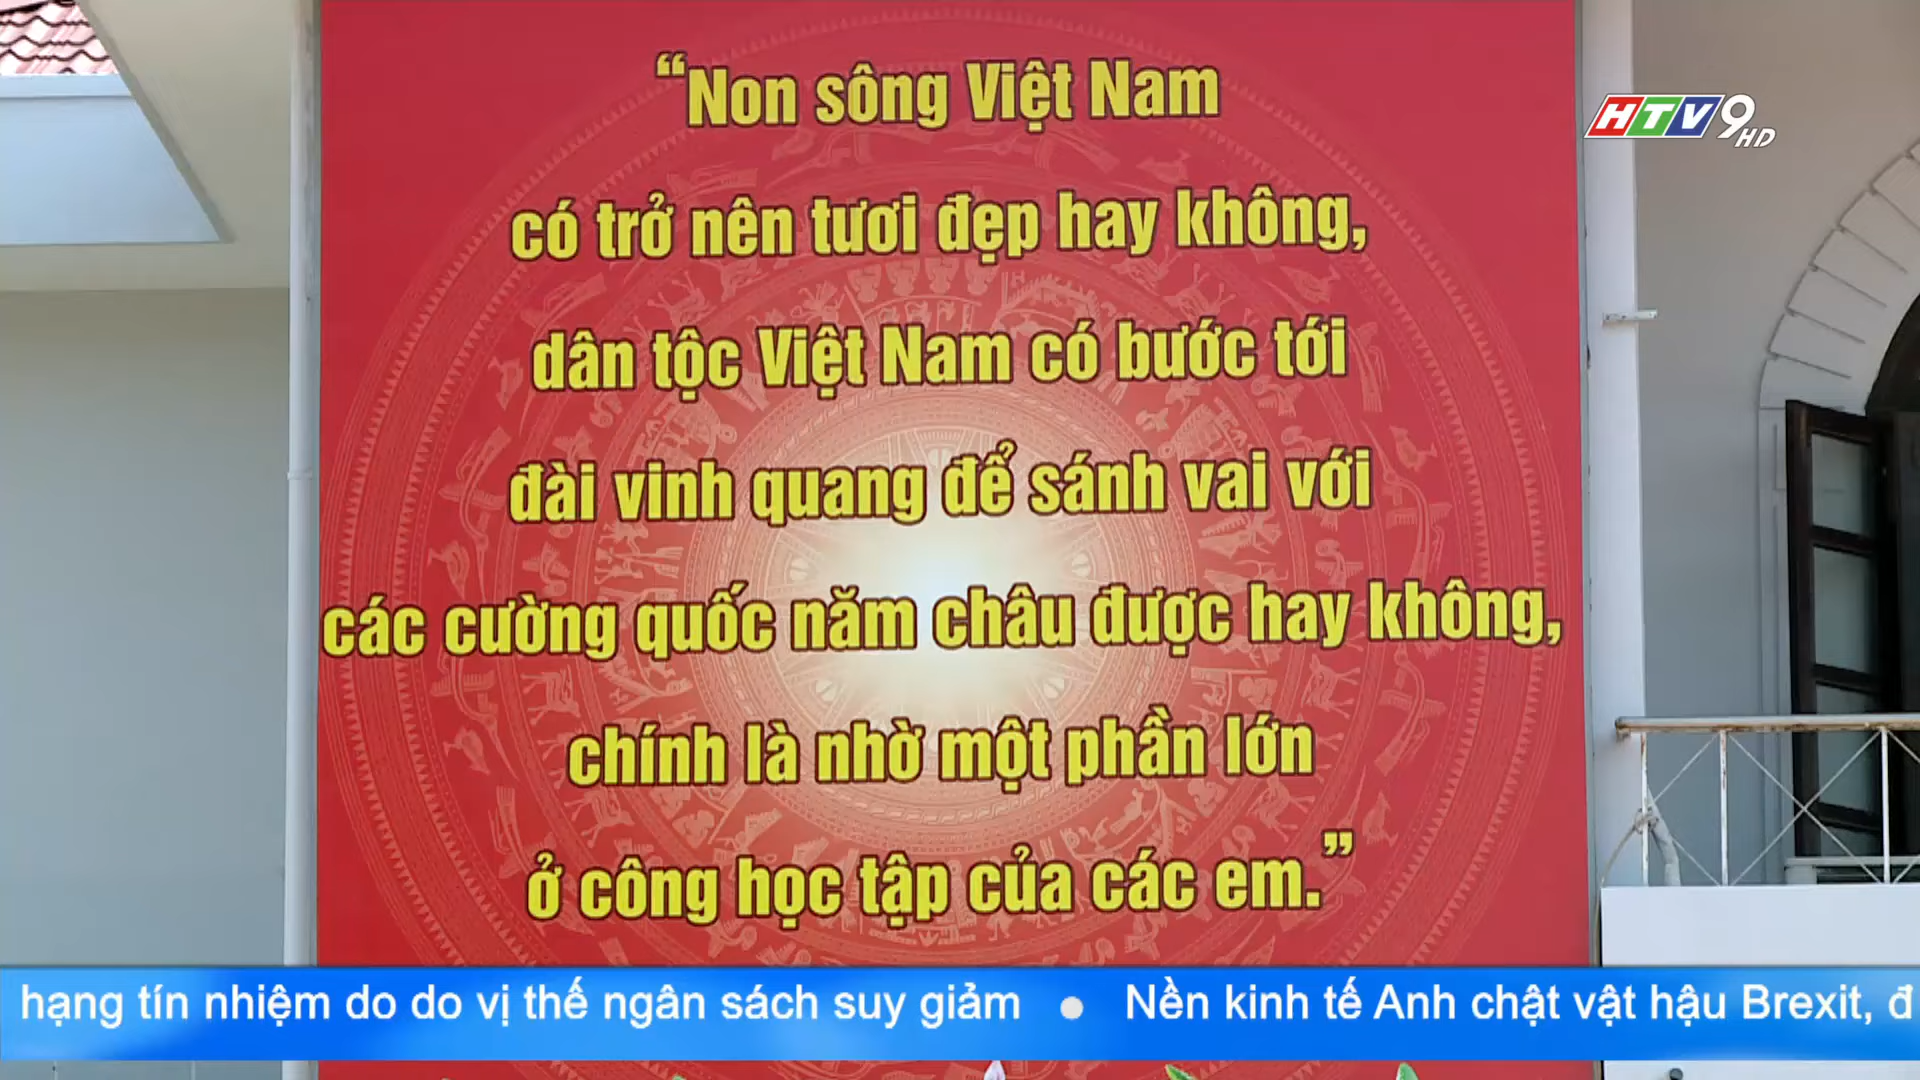 “Non sông Việt Nam
có trở nên tươi đẹp hay không,
dân tộc Việt Nam có bước tới
đài vinh quang để sánh vai với
các cường quốc năm châu được hay không,
chính là nhờ một phần lớn
ở công học tập của các em.”
HTV9 HD
hạng tín nhiệm do do vị thế ngân sách suy giảm ● Nền kinh tế Anh chật vật hậu Brexit, đ